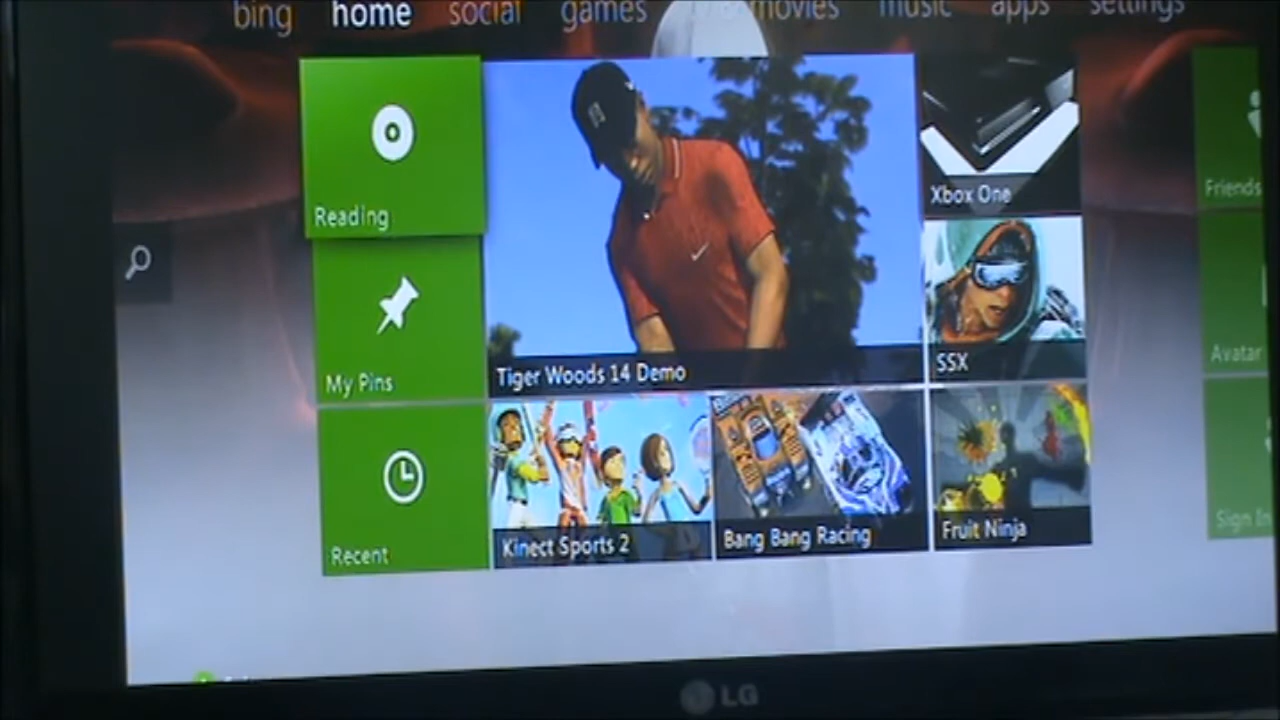 bing home social games movies music apps settings
Reading
Xbox One
Friends
My Pins
Tiger Woods 14 Demo
SSX
Avatar
Recent
Kinect Sports 2
Bang Bang Racing
Fruit Ninja
Sign In
LG